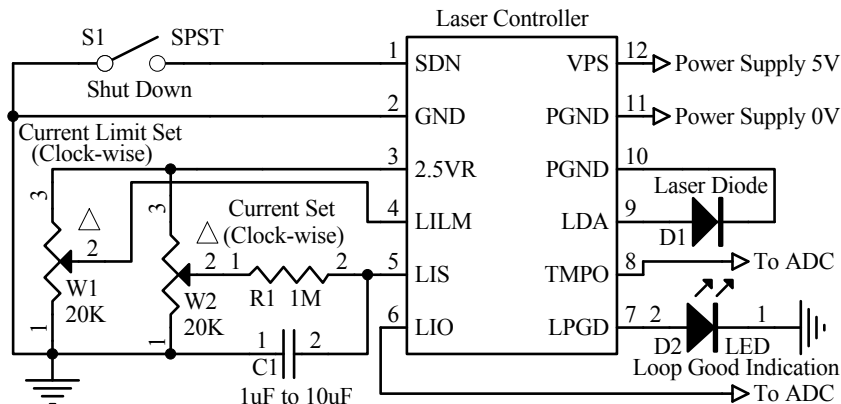 Laser Controller
S1 SPST
Shut Down
1 SDN VPS 12 Power Supply 5V
2 GND PGND 11 Power Supply 0V
Current Limit Set
(Clock-wise)
3 2.5VR PGND 10
Laser Diode
3 3
4 LILM LDA 9
D1
Current Set
(Clock-wise)
2 2 1 2
5 LIS TMPO 8 To ADC
W1
20K
W2
20K
R1 1M
6 LIO LPGD 7 2 1
D2 LED
Loop Good Indication
1 1
1 2
C1
1uF to 10uF
To ADC